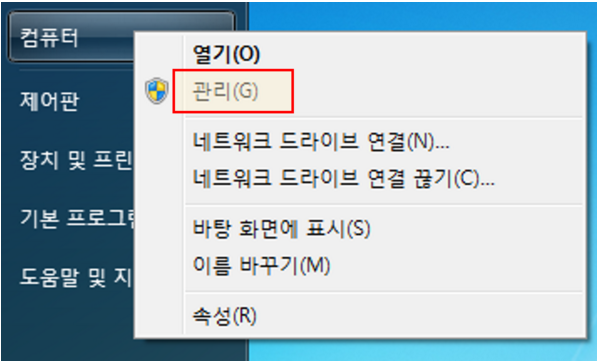 컴퓨터
제어판
장치 및 프린
기본 프로그
도움말 및 지
열기(O)
관리(G)
네트워크 드라이브 연결(N)...
네트워크 드라이브 연결 끊기(C)...
바탕 화면에 표시(S)
이름 바꾸기(M)
속성(R)